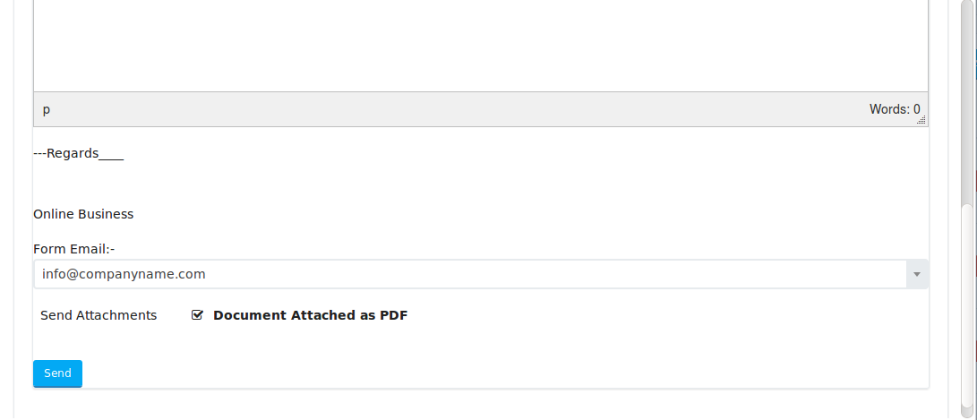 p Words: 0
---Regards____
Online Business
Form Email:-
info@companyname.com
Send Attachments Document Attached as PDF
Send